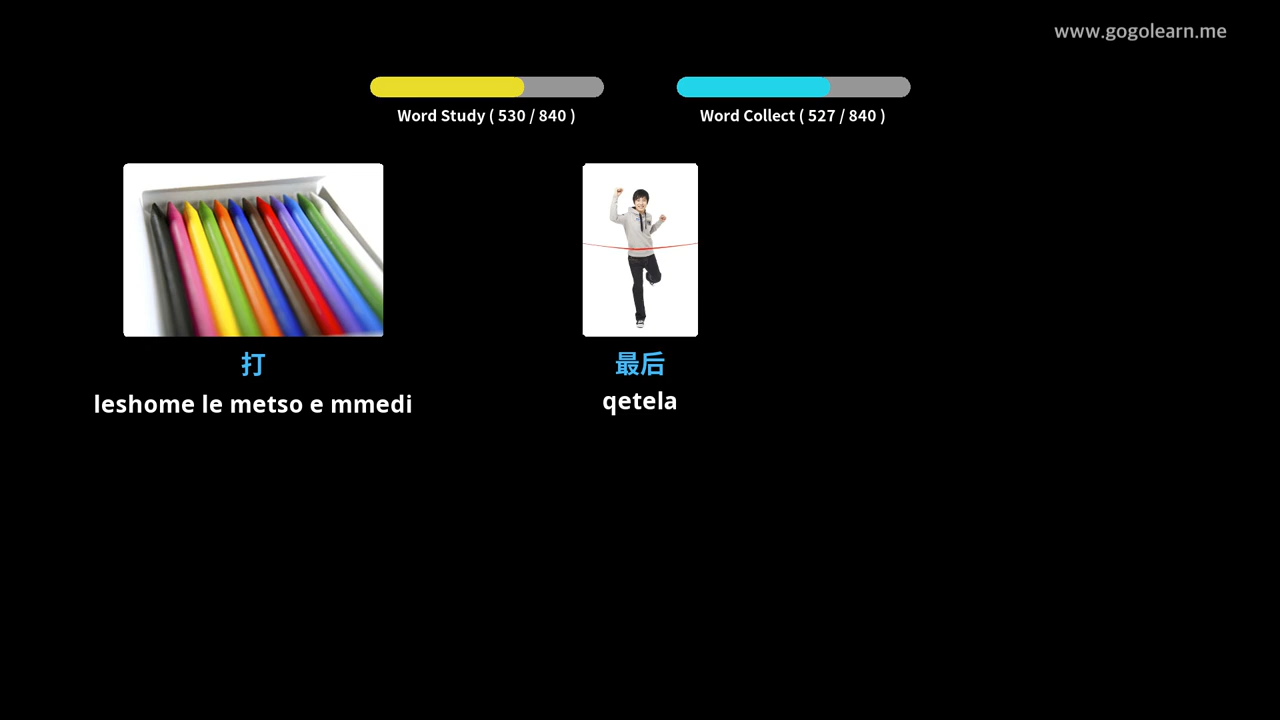 www.gogolearn.me
Word Study ( 530 / 840 )
Word Collect ( 527 / 840 )
打
leshome le metso e mmedi
最后
qetela